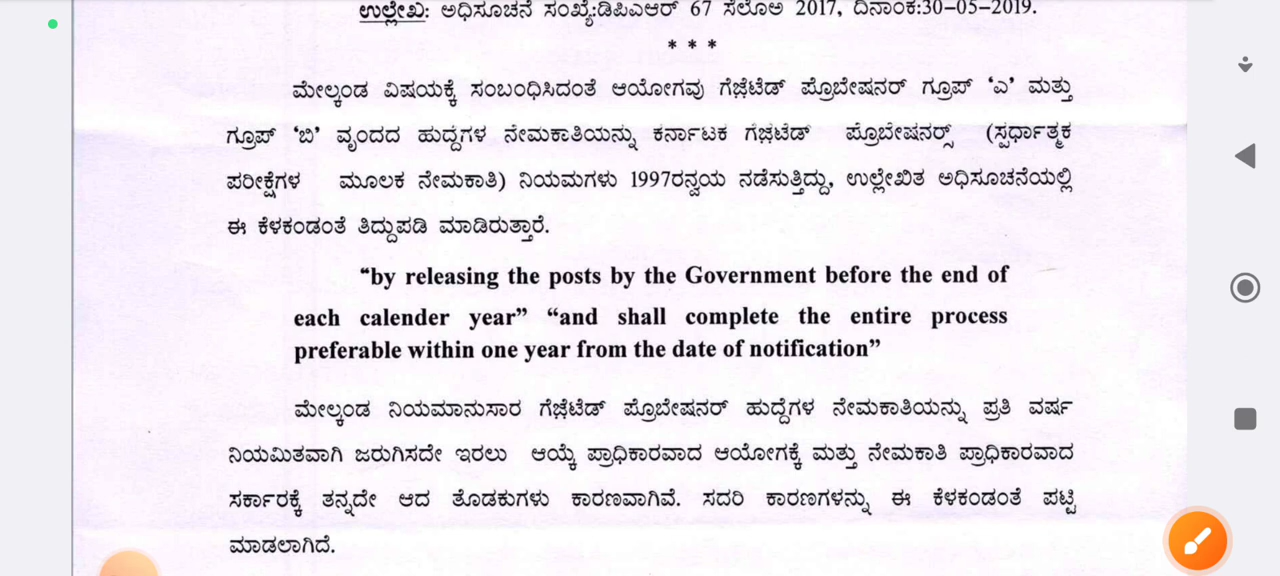 ಉಲ್ಲೇಖ: ಅಧಿಸೂಚನೆ ಸಂಖ್ಯೆ:ಡಿಪಿಎಆರ್ 67 ಸೆಲೊಅ 2017, ದಿನಾಂಕ:30-05-2019.
* * *
ಮೇಲ್ಕಂಡ ವಿಷಯಕ್ಕೆ ಸಂಬಂಧಿಸಿದಂತೆ ಆಯೋಗವು ಗೆಜೆಟೆಡ್ ಪ್ರೊಬೇಷನರ್ ಗ್ರೂಪ್ ‘ಎ’ ಮತ್ತು
ಗ್ರೂಪ್ ‘ಬಿ’ ವೃಂದದ ಹುದ್ದೆಗಳ ನೇಮಕಾತಿಯನ್ನು ಕರ್ನಾಟಕ ಗೆಜೆಟೆಡ್ ಪ್ರೊಬೇಷನರ್ಸ್ (ಸ್ಪರ್ಧಾತ್ಮಕ
ಪರೀಕ್ಷೆಗಳ ಮೂಲಕ ನೇಮಕಾತಿ) ನಿಯಮಗಳು 1997ರನ್ವಯ ನಡೆಸುತ್ತಿದ್ದು, ಉಲ್ಲೇಖಿತ ಅಧಿಸೂಚನೆಯಲ್ಲಿ
ಈ ಕೆಳಕಂಡಂತೆ ತಿದ್ದುಪಡಿ ಮಾಡಿರುತ್ತಾರೆ.
“by releasing the posts by the Government before the end of
each calender year” “and shall complete the entire process
preferable within one year from the date of notification”
ಮೇಲ್ಕಂಡ ನಿಯಮಾನುಸಾರ ಗೆಜೆಟೆಡ್ ಪ್ರೊಬೇಷನರ್ ಹುದ್ದೆಗಳ ನೇಮಕಾತಿಯನ್ನು ಪ್ರತಿ ವರ್ಷ
ನಿಯಮಿತವಾಗಿ ಜರುಗಿಸದೇ ಇರಲು ಆಯ್ಕೆ ಪ್ರಾಧಿಕಾರವಾದ ಆಯೋಗಕ್ಕೆ ಮತ್ತು ನೇಮಕಾತಿ ಪ್ರಾಧಿಕಾರವಾದ
ಸರ್ಕಾರಕ್ಕೆ ತನ್ನದೇ ಆದ ತೊಡಕುಗಳು ಕಾರಣವಾಗಿವೆ. ಸದರಿ ಕಾರಣಗಳನ್ನು ಈ ಕೆಳಕಂಡಂತೆ ಪಟ್ಟಿ
ಮಾಡಲಾಗಿದೆ.